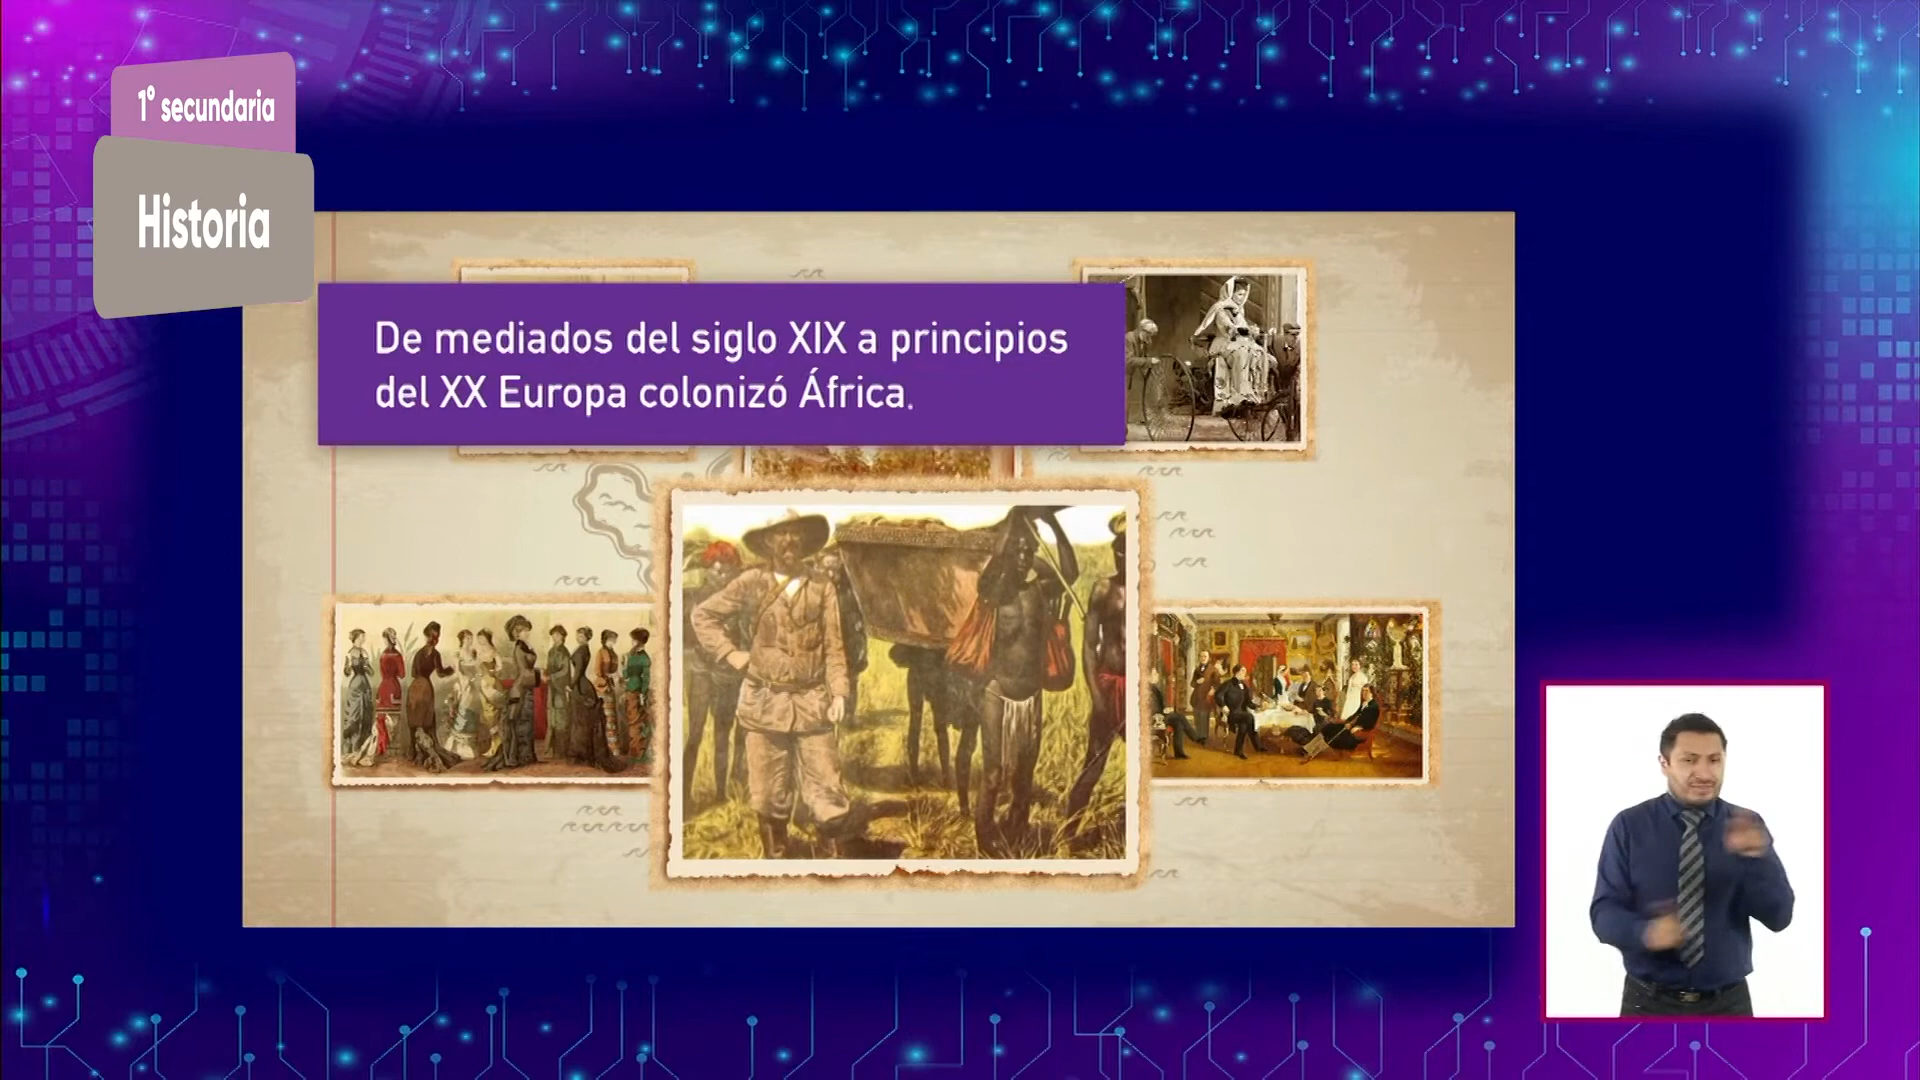 1° secundaria
Historia
De mediados del siglo XIX a principios
del XX Europa colonizó África.